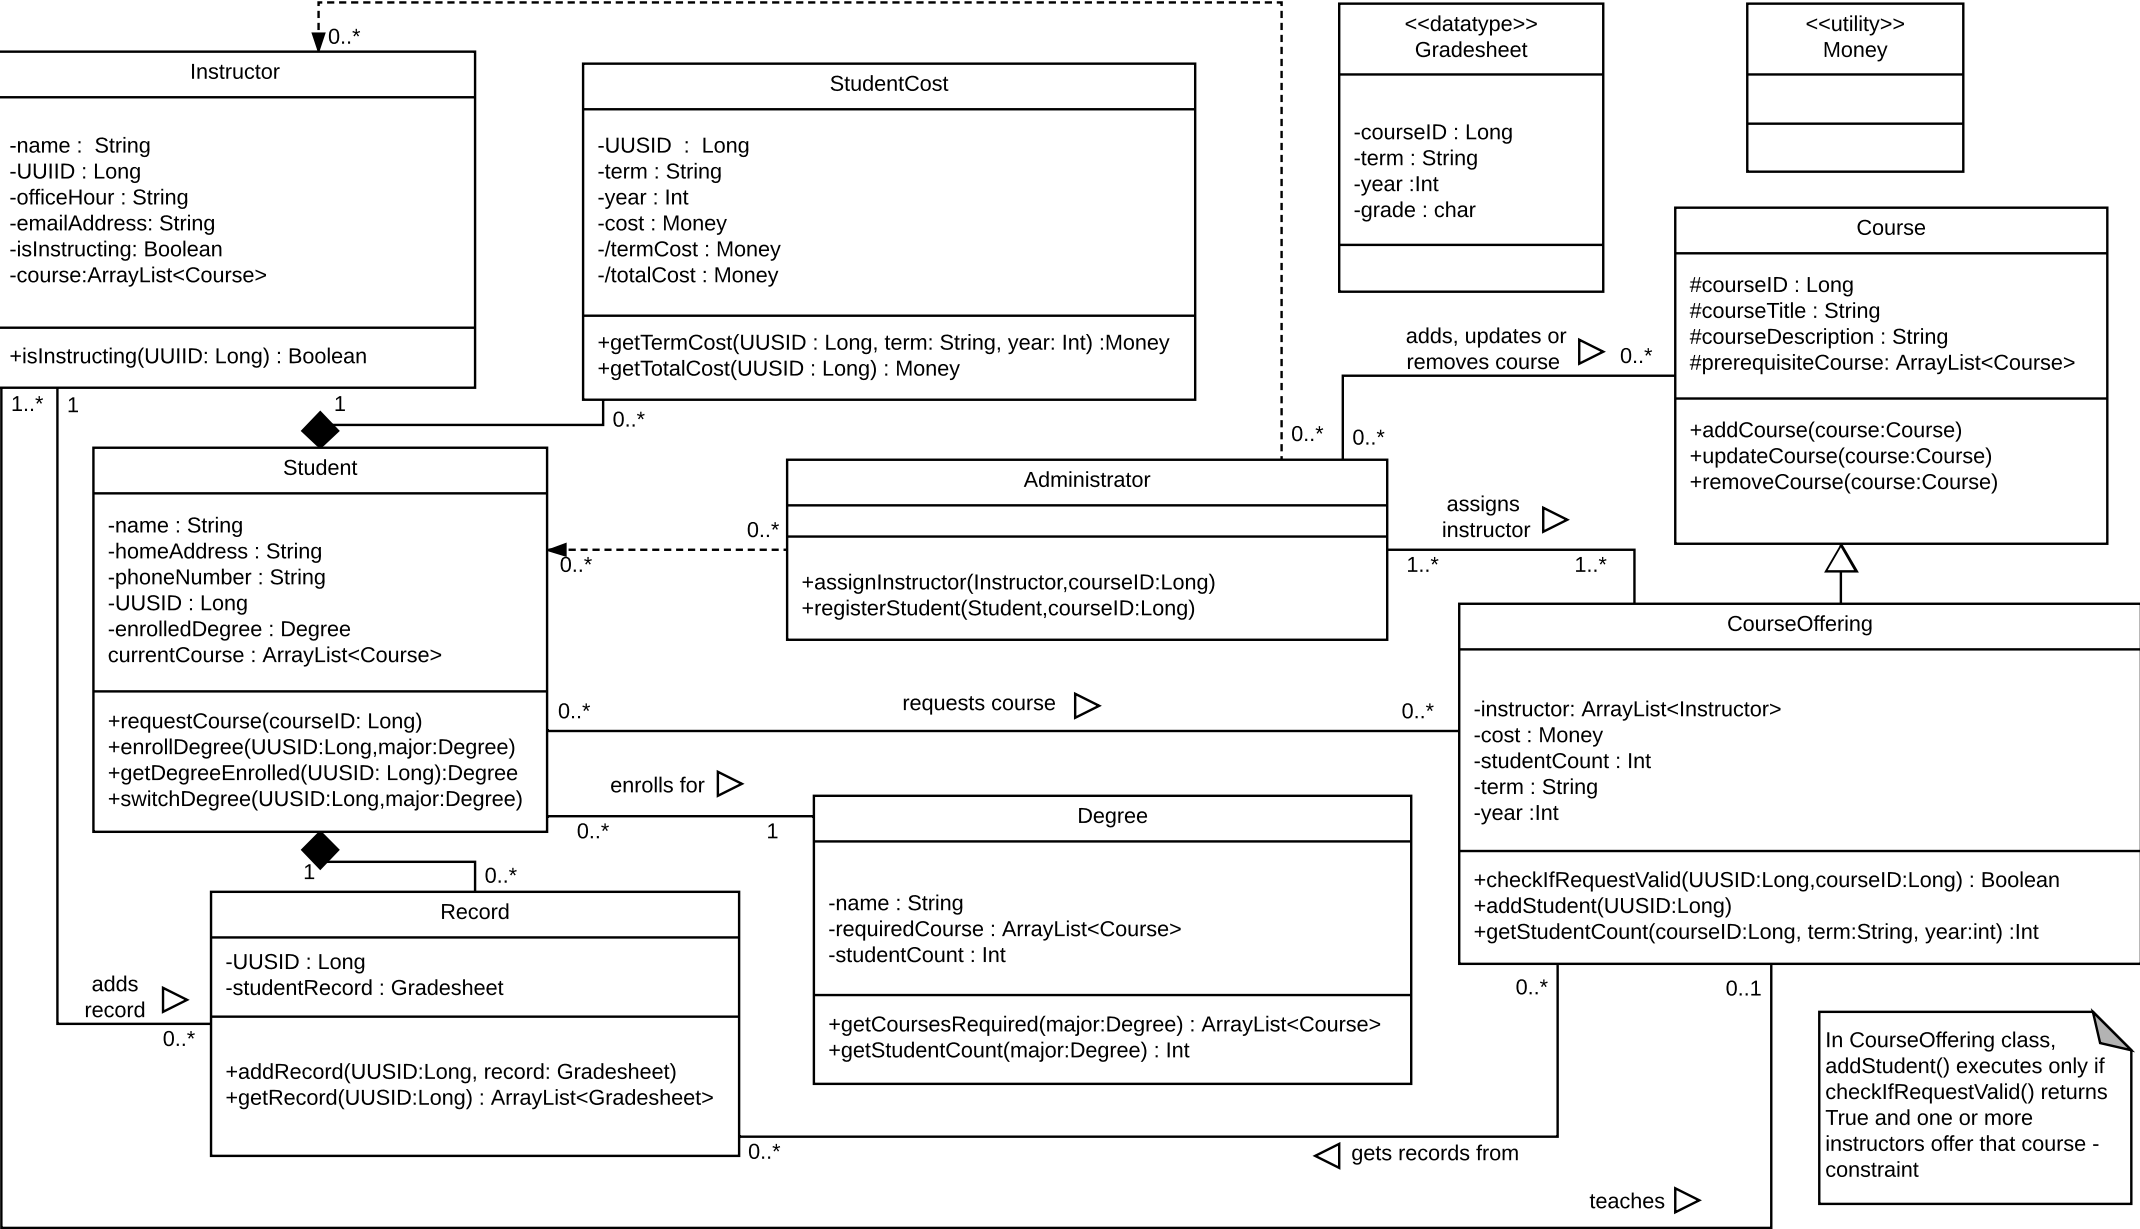 0..*
Instructor
-name :  String
-UUIID : Long
-officeHour : String
-emailAddress: String
-isInstructing: Boolean
-course:ArrayList<Course>
+isInstructing(UUIID: Long) : Boolean
1..*
1
StudentCost
-UUSID  :  Long
-term : String
-year : Int
-cost : Money
-/termCost : Money
-/totalCost : Money
+getTermCost(UUSID : Long, term: String, year: Int) :Money
+getTotalCost(UUSID : Long) : Money
1
0..*
<<datatype>>
Gradesheet
-courseID : Long
-term : String
-year :Int
-grade : char
<<utility>>
Money
Course
#courseID : Long
#courseTitle : String
#courseDescription : String
#prerequisiteCourse: ArrayList<Course>
+addCourse(course:Course)
+updateCourse(course:Course)
+removeCourse(course:Course)
adds, updates or
removes course
0..*
0..*
0..*
Student
-name : String
-homeAddress : String
-phoneNumber : String
-UUSID : Long
-enrolledDegree : Degree
currentCourse : ArrayList<Course>
+requestCourse(courseID: Long)
+enrollDegree(UUSID:Long,major:Degree)
+getDegreeEnrolled(UUSID: Long):Degree
+switchDegree(UUSID:Long,major:Degree)
0..*
0..*
Administrator
+assignInstructor(Instructor,courseID:Long)
+registerStudent(Student,courseID:Long)
assigns
instructor
1..*
1..*
CourseOffering
-instructor: ArrayList<Instructor>
-cost : Money
-studentCount : Int
-term : String
-year :Int
+checkIfRequestValid(UUSID:Long,courseID:Long) : Boolean
+addStudent(UUSID:Long)
+getStudentCount(courseID:Long, term:String, year:int) :Int
0..*
requests course
0..*
enrolls for
0..*
1
Degree
-name : String
-requiredCourse : ArrayList<Course>
-studentCount : Int
+getCoursesRequired(major:Degree) : ArrayList<Course>
+getStudentCount(major:Degree) : Int
1
0..*
Record
-UUSID : Long
-studentRecord : Gradesheet
+addRecord(UUSID:Long, record: Gradesheet)
+getRecord(UUSID:Long) : ArrayList<Gradesheet>
adds
record
0..*
0..*
0..1
0..*
gets records from
teaches
In CourseOffering class,
addStudent() executes only if
checkIfRequestValid() returns
True and one or more
instructors offer that course -
constraint